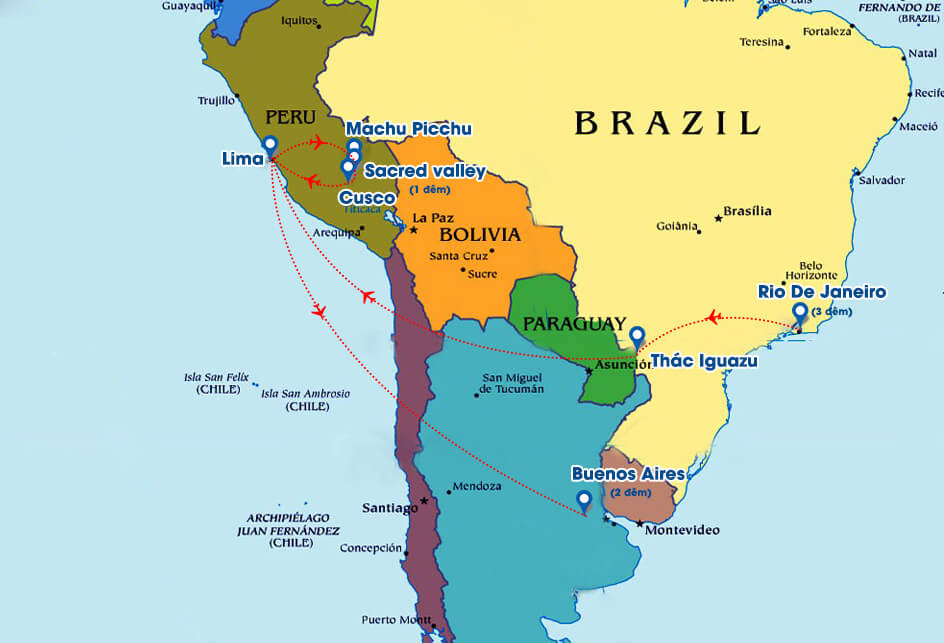 Guayaquil
Iquitos
FERNANDO DE
(BRAZIL)
Fortaleza
Teresina
Natal
Trujillo
Recife
PERU
BRAZIL
Maceió
Machu Picchu
Lima
Sacred valley
(1 đêm)
Salvador
Cusco
Titicaca
La Paz
Brasília
Arequipa
BOLIVIA
Goiânia
Santa Cruz
Sucre
Belo
Horizonte
Rio De Janeiro
(3 đêm)
PARAGUAY
Thác Iguazu
Asunción
Isla San Felíx
(CHILE)
San Miguel
de Tucumán
Isla San Ambrosio
(CHILE)
Buenos Aires
(2 đêm)
Mendoza
Santiago
ARCHIPIÉLAGO
JUAN FERNÁNDEZ
(CHILE)
Montevideo
Concepción
Puerto Montt